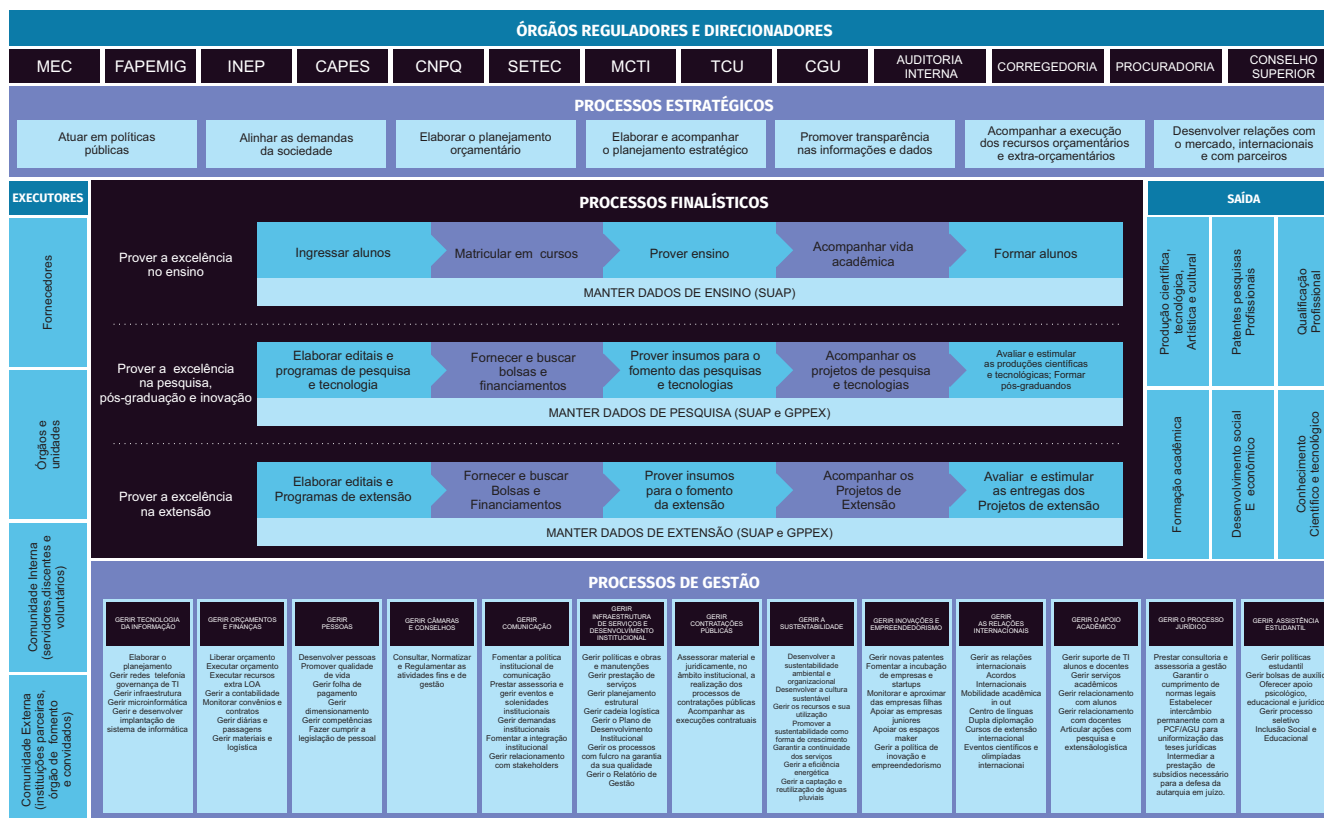 ÓRGÃOS REGULADORES E DIRECIONADORES
MEC
FAPEMIG
INEP
CAPES
CNPQ
SETEC
MCTI
TCU
CGU
AUDITORIA
INTERNA
CORREGEDORIA
PROCURADORIA
CONSELHO
SUPERIOR
PROCESSOS ESTRATÉGICOS
Atuar em políticas
públicas
Alinhar as demandas
da sociedade
Elaborar o planejamento
orçamentário
Elaborar e acompanhar
o planejamento estratégico
Promover transparência
nas informações e dados
Acompanhar a execução
dos recursos orçamentários
e extra-orçamentários
Desenvolver relações com
o mercado, internacionais
e com parceiros
EXECUTORES
Fornecedores
Órgãos e
unidades
Comunidade Interna
(servidores,discentes e
voluntários)
Comunidade Externa
(instituições parceiras,
órgão de fomento
e convidados)
PROCESSOS FINALÍSTICOS
Prover a excelência
no ensino
Ingressar alunos
Matricular em cursos
Prover ensino
Acompanhar vida
acadêmica
Formar alunos
MANTER DADOS DE ENSINO (SUAP)
Prover a excelência
na pesquisa,
pós-graduação e inovação
Elaborar editais e
programas de pesquisa
e tecnologia
Fornecer e buscar
bolsas e
financiamentos
Prover insumos para o
fomento das pesquisas
e tecnologias
Acompanhar os
projetos de pesquisa
e tecnologias
Avaliar e estimular
as produções científicas
e tecnológicas; Formar
pós-graduandos
MANTER DADOS DE PESQUISA (SUAP e GPPEX)
Prover a excelência
na extensão
Elaborar editais e
Programas de extensão
Fornecer e buscar
Bolsas e
Financiamentos
Prover insumos
para o fomento
da extensão
Acompanhar os
Projetos de
Extensão
Avaliar e estimular
as entregas dos
Projetos de extensão
MANTER DADOS DE EXTENSÃO (SUAP e GPPEX)
SAÍDA
Produção científica,
tecnológica,
Artística e cultural
Patentes pesquisas
Profissionais
Qualificação
Profissional
Formação acadêmica
Desenvolvimento social
E econômico
Conhecimento
Científico e tecnológico
PROCESSOS DE GESTÃO
GERIR TECNOLOGIA
DA INFORMAÇÃO
Elaborar o
planejamento
Gerir redes telefonia
governança de TI
Gerir infraestrutura
Gerir microinformática
Gerir e desenvolver
implantação de
sistema de informática
GERIR ORÇAMENTOS
E FINANÇAS
Liberar orçamento
Executar orçamento
Executar recursos
extra LOA
Gerir a contabilidade
Monitorar convênios e
contratos
Gerir diárias e
passagens
Gerir materiais e
logística
GERIR
PESSOAS
Desenvolver pessoas
Promover qualidade
de vida
Gerir folha de
pagamento
Gerir
dimensionamento
Gerir competências
Fazer cumprir a
legislação de pessoal
GERIR CÂMARAS
E CONSELHOS
Consultar, Normatizar
e Regulamentar as
atividades fins e de
gestão
GERIR
COMUNICAÇÃO
Fomentar a política
institucional de
comunicação
Prestar assessoria e
gerir eventos e
solenidades
institucionais
Gerir demandas
institucionais
Fomentar a integração
institucional
Gerir relacionamento
com stakeholders
GERIR
INFRAESTRUTURA
DE SERVIÇOS E
DESENVOLVIMENTO
INSTITUCIONAL
Gerir políticas e obras
e manutenções
Gerir prestação de
serviços
Gerir planejamento
estrutural
Gerir cadeia logística
Gerir o Plano de
Desenvolvimento
Institucional
Gerir os processos
com fulcro na garantia
da sua qualidade
Gerir o Relatório de
Gestão
GERIR
CONTRATAÇÕES
PÚBLICAS
Assessorar material e
juridicamente, no
âmbito institucional, a
realização dos
processos de
contratações públicas
Acompanhar as
execuções contratuais
GERIR A
SUSTENTABILIDADE
Desenvolver a
sustentabilidade
ambiental e
organizacional
Desenvolver a cultura
sustentável
Gerir os recursos e sua
utilização
Promover a
sustentabilidade como
forma de crescimento
Garantir a continuidade
dos serviços
Gerir a eficiência
energética
Gerir a captação e
reutilização de águas
pluviais
GERIR INOVAÇÕES E
EMPREENDEDORISMO
Gerir novas patentes
Fomentar a incubação
de empresas e
startups
Monitorar e aproximar
das empresas filhas
Apoiar as empresas
juniores
Apoiar os espaços
maker
Gerir a política de
inovação e
empreendedorismo
GERIR
AS RELAÇÕES
INTERNACIONAIS
Gerir as relações
internacionais
Acordos
Internacionais
Mobilidade acadêmica
in out
Centro de línguas
Dupla diplomação
Cursos de extensão
internacionais
Eventos científicos e
olimpíadas
internacionai
GERIR O APOIO
ACADÊMICO
Gerir suporte de TI
alunos e docentes
Gerir serviços
acadêmicos
Gerir relacionamento
com alunos
Gerir relacionamento
com docentes
Articular ações com
pesquisa e
extensãologística
GERIR O PROCESSO
JURÍDICO
Prestar consultoria e
assessoria a gestão
Garantir o
cumprimento de
normas legais
Estabelecer
intercâmbio
permanente com a
PCF/AGU para
uniformização das
teses jurídicas
Intermediar a
prestação de
subsídios necessário
para a defesa da
autarquia em juízo.
GERIR ASSISTÊNCIA
ESTUDANTIL
Gerir políticas
estudantil
Gerir bolsas de auxílio
Oferecer apoio
psicológico,
educacional e jurídico
Gerir processo
seletivo
Inclusão Social e
Educacional